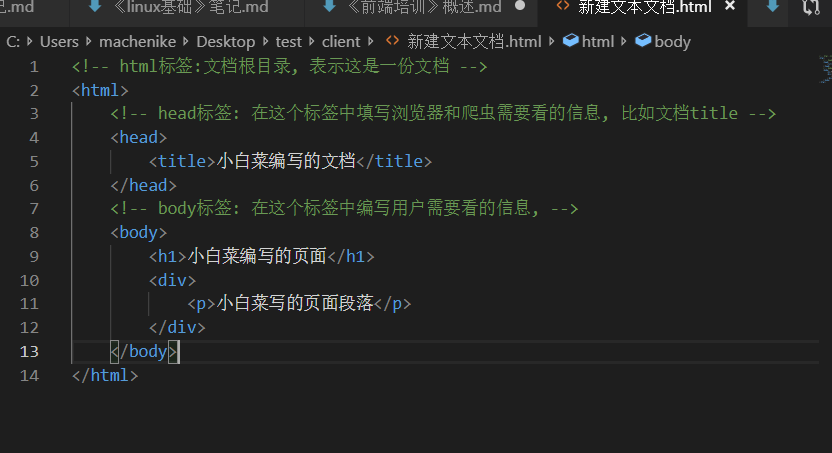 记.md 《linux基础》笔记.md 《前端培训》概述.md 新建文本文档.html
C: Users machenike Desktop test client 新建文本文档.html html body
1 <!-- html标签:文档根目录, 表示这是一份文档 -->
2 <html>
3 <!-- head标签: 在这个标签中填写浏览器和爬虫需要看的信息, 比如文档title -->
4 <head>
5 <title>小白菜编写的文档</title>
6 </head>
7 <!-- body标签: 在这个标签中编写用户需要看的信息, -->
8 <body>
9 <h1>小白菜编写的页面</h1>
10 <div>
11 <p>小白菜写的页面段落</p>
12 </div>
13 </body>
14 </html>